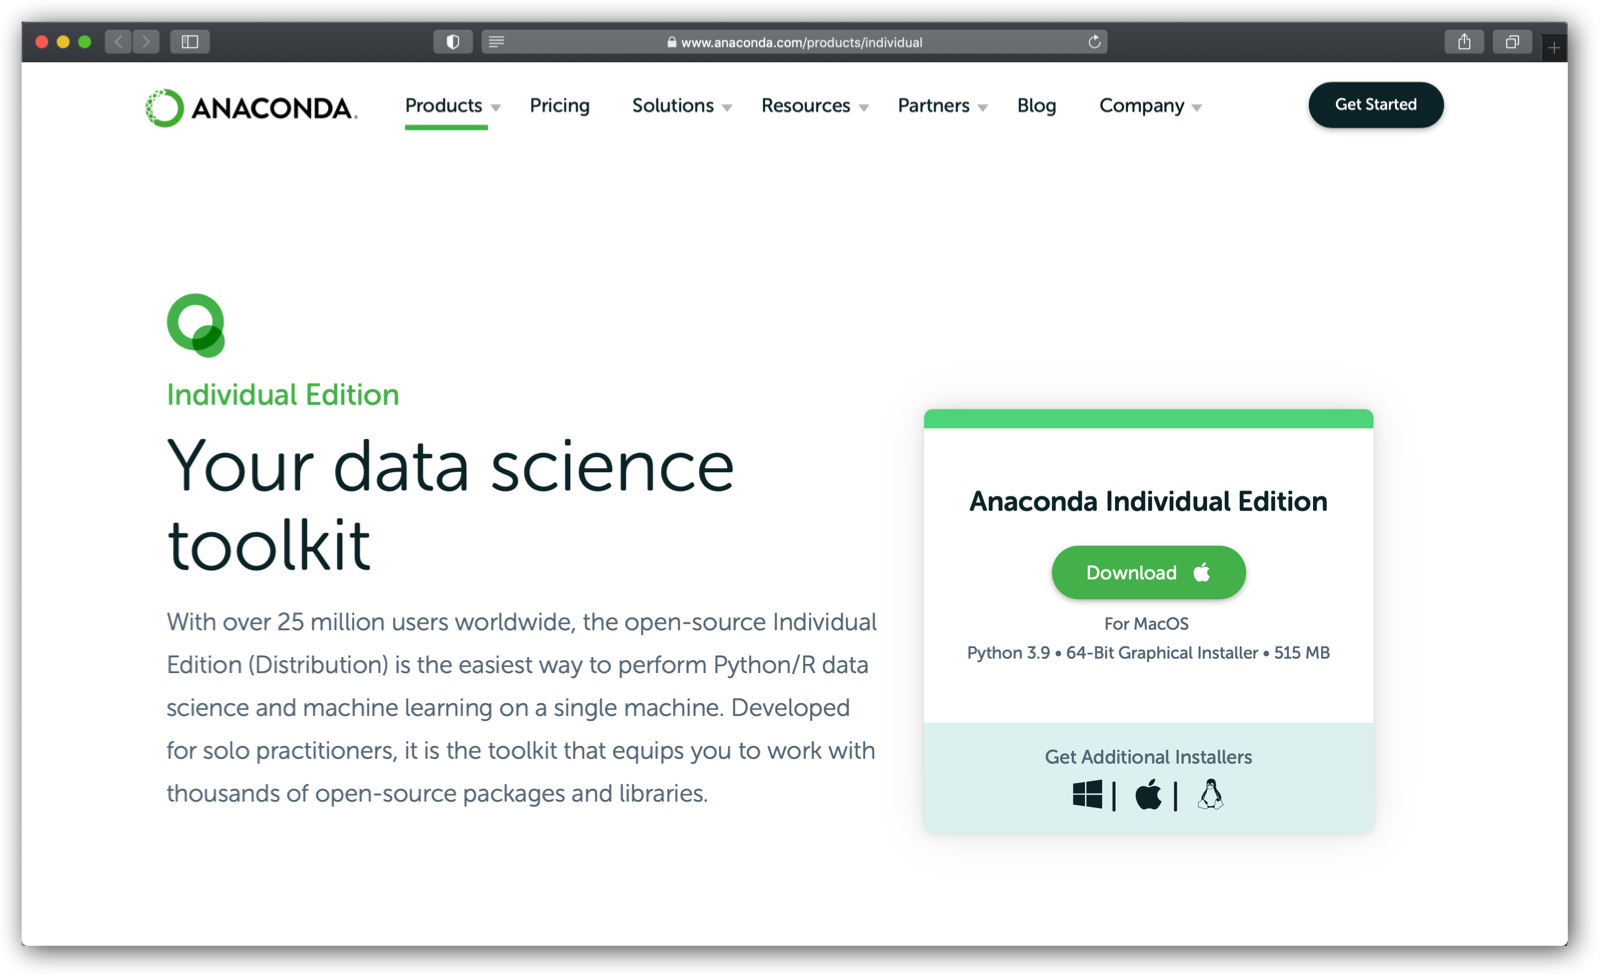 www.anaconda.com/products/individual
ANACONDA.
Products
Pricing
Solutions
Resources
Partners
Blog
Company
Get Started
Individual Edition
Your data science
toolkit
With over 25 million users worldwide, the open-source Individual
Edition (Distribution) is the easiest way to perform Python/R data
science and machine learning on a single machine. Developed
for solo practitioners, it is the toolkit that equips you to work with
thousands of open-source packages and libraries.
Anaconda Individual Edition
Download
For MacOS
Python 3.9 • 64-Bit Graphical Installer • 515 MB
Get Additional Installers